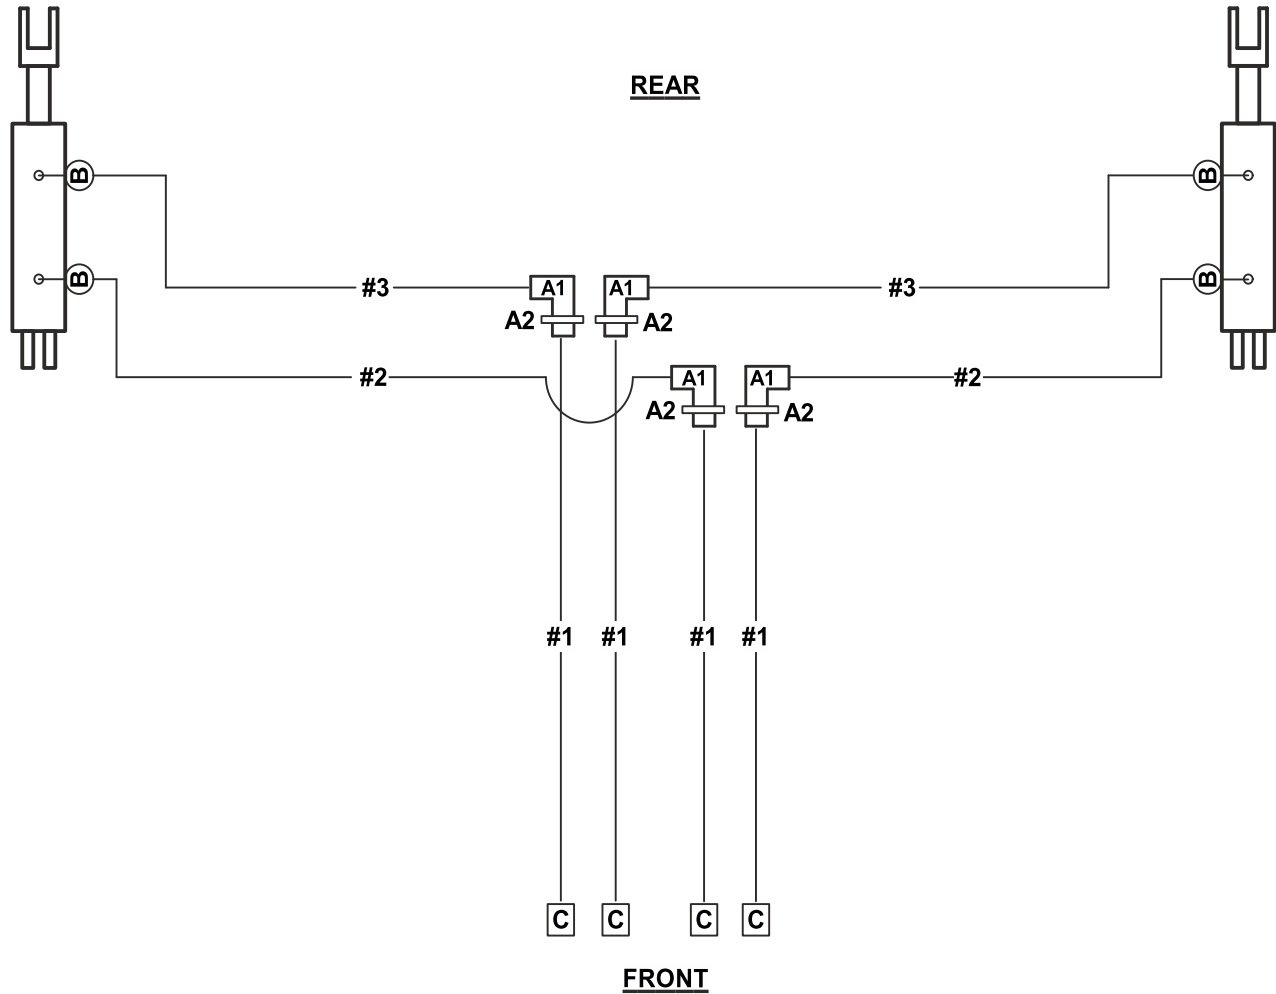 REAR
B B
B B
A1 A1
#3 #3
A2 A2
#2 A1 A1 #2
A2 A2
#1 #1 #1 #1
C C C C
FRONT